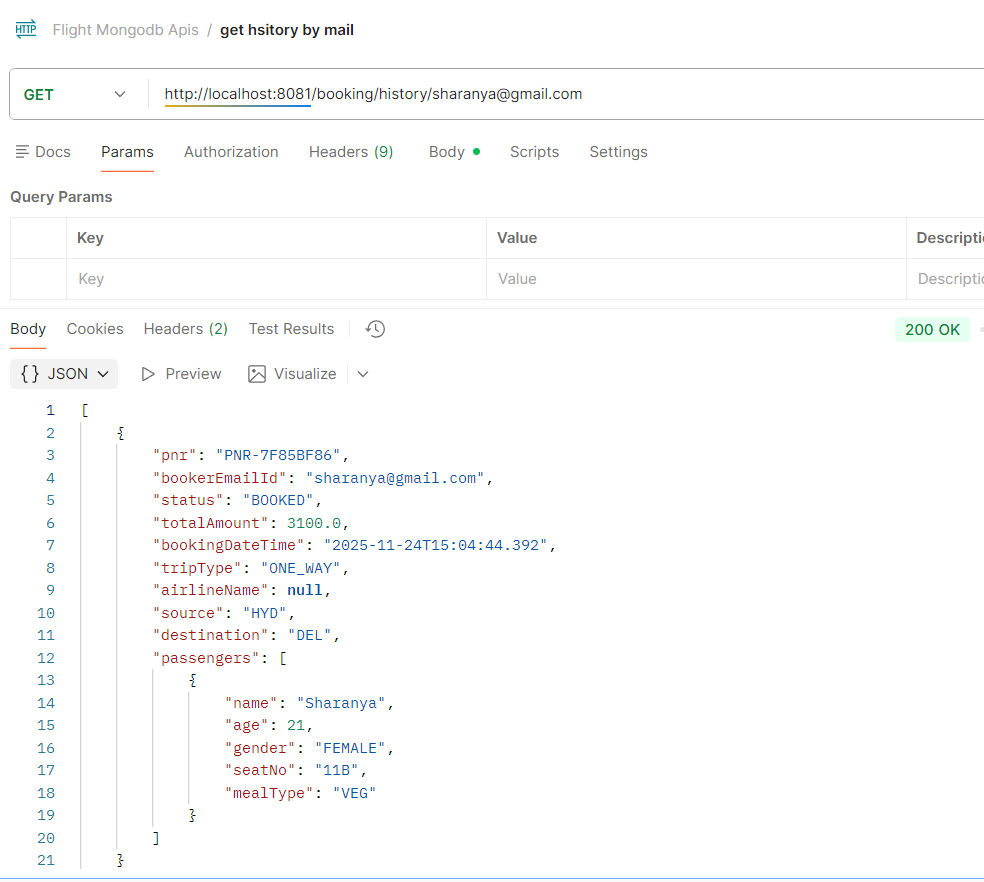 HTTP Flight Mongodb Apis / get hsitory by mail
GET http://localhost:8081/booking/history/sharanya@gmail.com
Docs Params Authorization Headers (9) Body Scripts Settings
Query Params
Key Value Descripti
Key Value Descriptic
Body Cookies Headers (2) Test Results 200 OK
{} JSON Preview Visualize
1 [
2 {
3 "pnr": "PNR-7F85BF86",
4 "bookerEmailId": "sharanya@gmail.com",
5 "status": "BOOKED",
6 "totalAmount": 3100.0,
7 "bookingDateTime": "2025-11-24T15:04:44.392",
8 "tripType": "ONE_WAY",
9 "airlineName": null,
10 "source": "HYD",
11 "destination": "DEL",
12 "passengers": [
13 {
14 "name": "Sharanya",
15 "age": 21,
16 "gender": "FEMALE",
17 "seatNo": "11B",
18 "mealType": "VEG"
19 }
20 ]
21 }